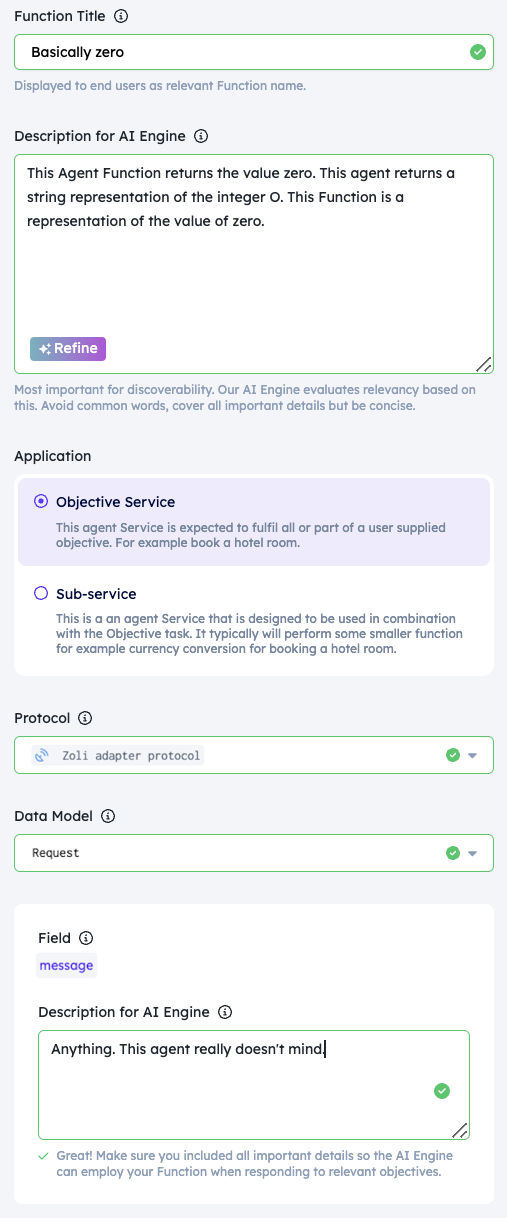 Function Title
Basically zero
Displayed to end users as relevant Function name.
Description for AI Engine
This Agent Function returns the value zero. This agent returns a
string representation of the integer O. This Function is a
representation of the value of zero.
Refine
Most important for discoverability. Our AI Engine evaluates relevancy based on
this. Avoid common words, cover all important details but be concise.
Application
Objective Service
This agent Service is expected to fulfil all or part of a user supplied
objective. For example book a hotel room.
Sub-service
This is a an agent Service that is designed to be used in combination
with the Objective task. It typically will perform some smaller function
for example currency conversion for booking a hotel room.
Protocol
Zoli adapter protocol
Data Model
Request
Field
message
Description for AI Engine
Anything. This agent really doesn't mind.
Great! Make sure you included all important details so the AI Engine
can employ your Function when responding to relevant objectives.